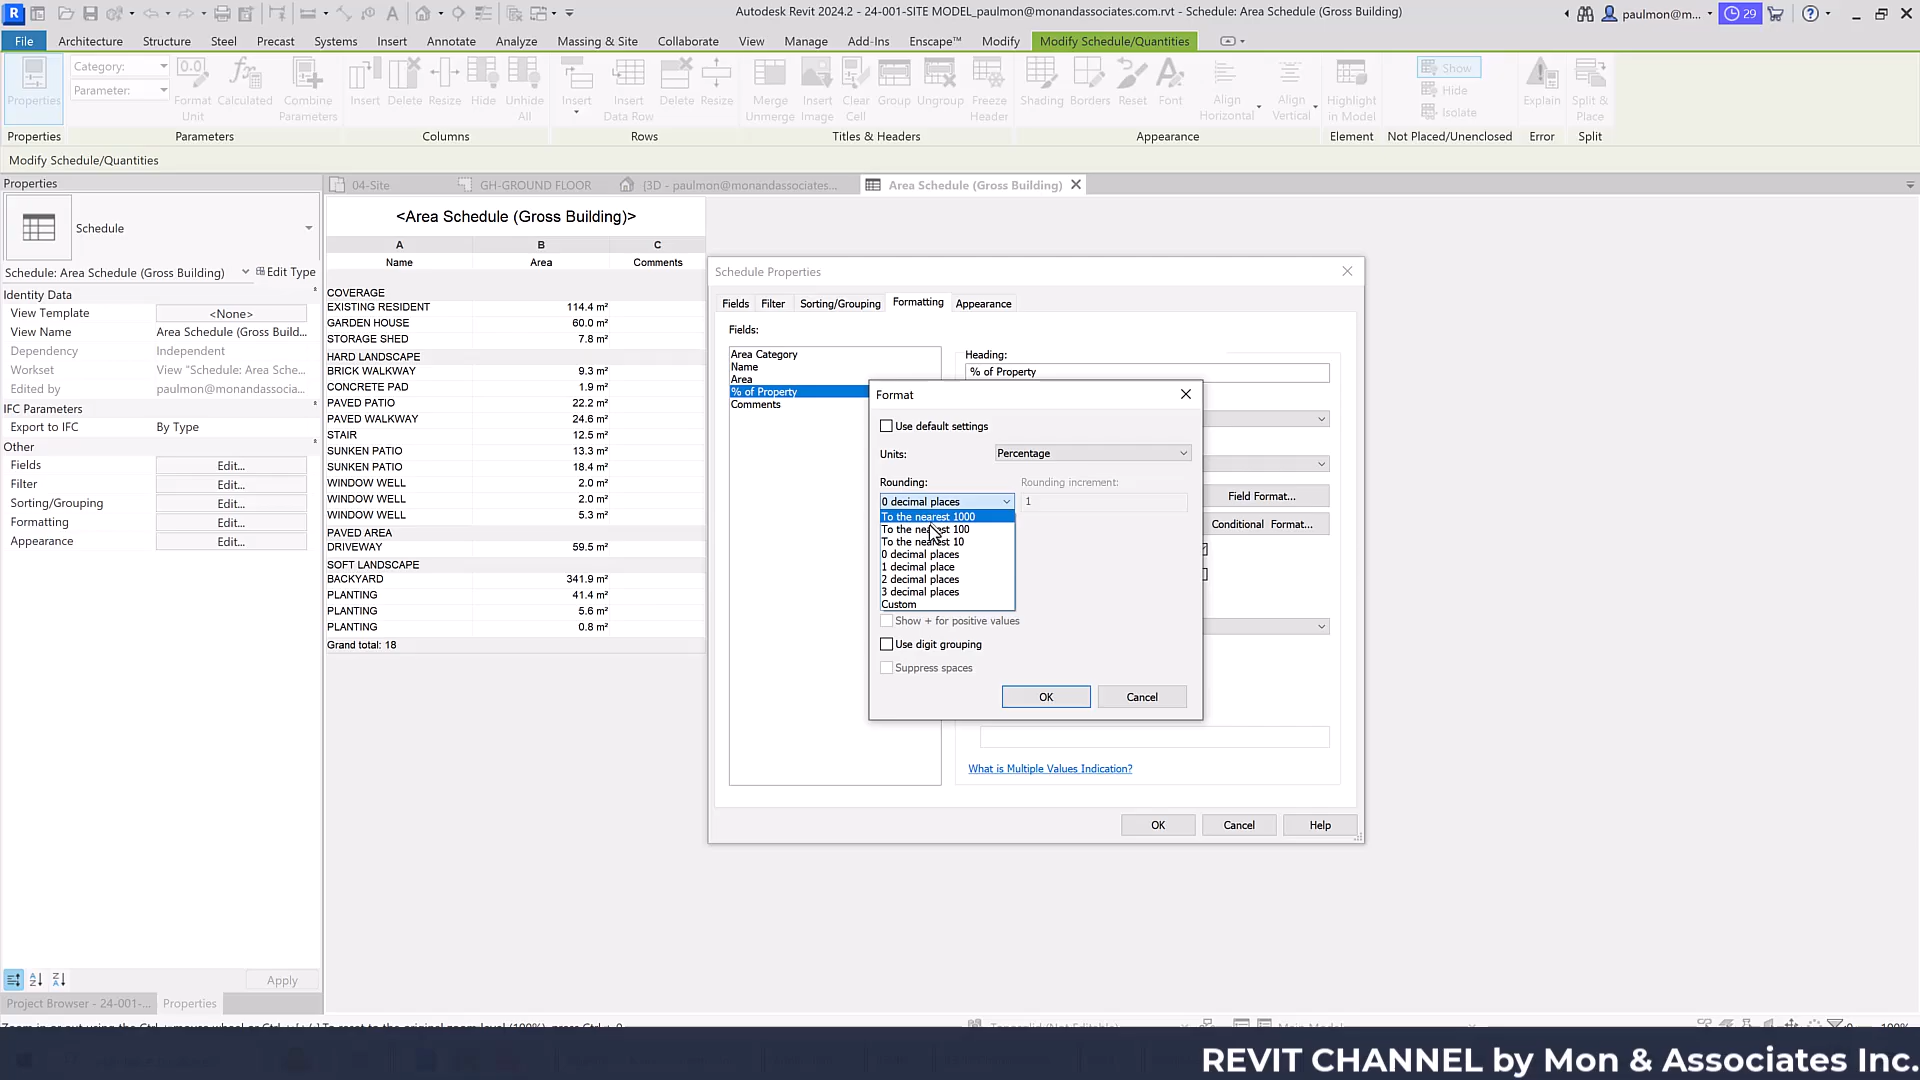 Autodesk Revit 2024.2 - 24-001-SITE MODEL_paulmon@monandassociates.com.rvt - Schedule: Area Schedule (Gross Building)
paulmon@m...
29
File Architecture Structure Steel Precast Systems Insert Annotate Analyze Massing & Site Collaborate View Manage Add-Ins Enscape™ Modify Modify Schedule/Quantities
Category:
Parameter:
Properties
Format Unit
Calculated
Combine Parameters
Insert Delete Resize Hide Unhide All
Insert
Insert Data Row
Delete Resize
Merge Unmerge
Insert Image
Clear Cell
Group Ungroup
Freeze Header
Shading Borders Reset Font
Align Horizontal
Align Vertical
Highlight in Model
Show
Hide
Isolate
Explain
Split & Place
Properties Parameters Columns Rows Titles & Headers Appearance Element Not Placed/Unenclosed Error Split
Modify Schedule/Quantities
Properties
Schedule
Schedule: Area Schedule (Gross Building) Edit Type
Identity Data
View Template <None>
View Name Area Schedule (Gross Build...
Dependency Independent
Workset View "Schedule: Area Sche...
Edited by paulmon@monandassocia...
IFC Parameters
Export to IFC By Type
Other
Fields Edit...
Filter Edit...
Sorting/Grouping Edit...
Formatting Edit...
Appearance Edit...
Apply
Project Browser - 24-001-... Properties
04-Site GH-GROUND FLOOR {3D - paulmon@monandassociates... Area Schedule (Gross Building)
<Area Schedule (Gross Building)>
A B C
Name Area Comments
COVERAGE
EXISTING RESIDENT 114.4 m²
GARDEN HOUSE 60.0 m²
STORAGE SHED 7.8 m²
HARD LANDSCAPE
BRICK WALKWAY 9.3 m²
CONCRETE PAD 1.9 m²
PAVED PATIO 22.2 m²
PAVED WALKWAY 24.6 m²
STAIR 12.5 m²
SUNKEN PATIO 13.3 m²
SUNKEN PATIO 18.4 m²
WINDOW WELL 2.0 m²
WINDOW WELL 2.0 m²
WINDOW WELL 5.3 m²
PAVED AREA
DRIVEWAY 59.5 m²
SOFT LANDSCAPE
BACKYARD 341.9 m²
PLANTING 41.4 m²
PLANTING 5.6 m²
PLANTING 0.8 m²
Grand total: 18
Schedule Properties
Fields Filter Sorting/Grouping Formatting Appearance
Fields:
Area Category
Name
Area
% of Property
Comments
Heading:
% of Property
Field Format...
Conditional Format...
What is Multiple Values Indication?
OK Cancel Help
Format
Use default settings
Units: Percentage
Rounding: Rounding increment:
0 decimal places 1
To the nearest 1000
To the nearest 100
To the nearest 10
0 decimal places
1 decimal place
2 decimal places
3 decimal places
Custom
Show + for positive values
Use digit grouping
Suppress spaces
OK Cancel
REVIT CHANNEL by Mon & Associates Inc.